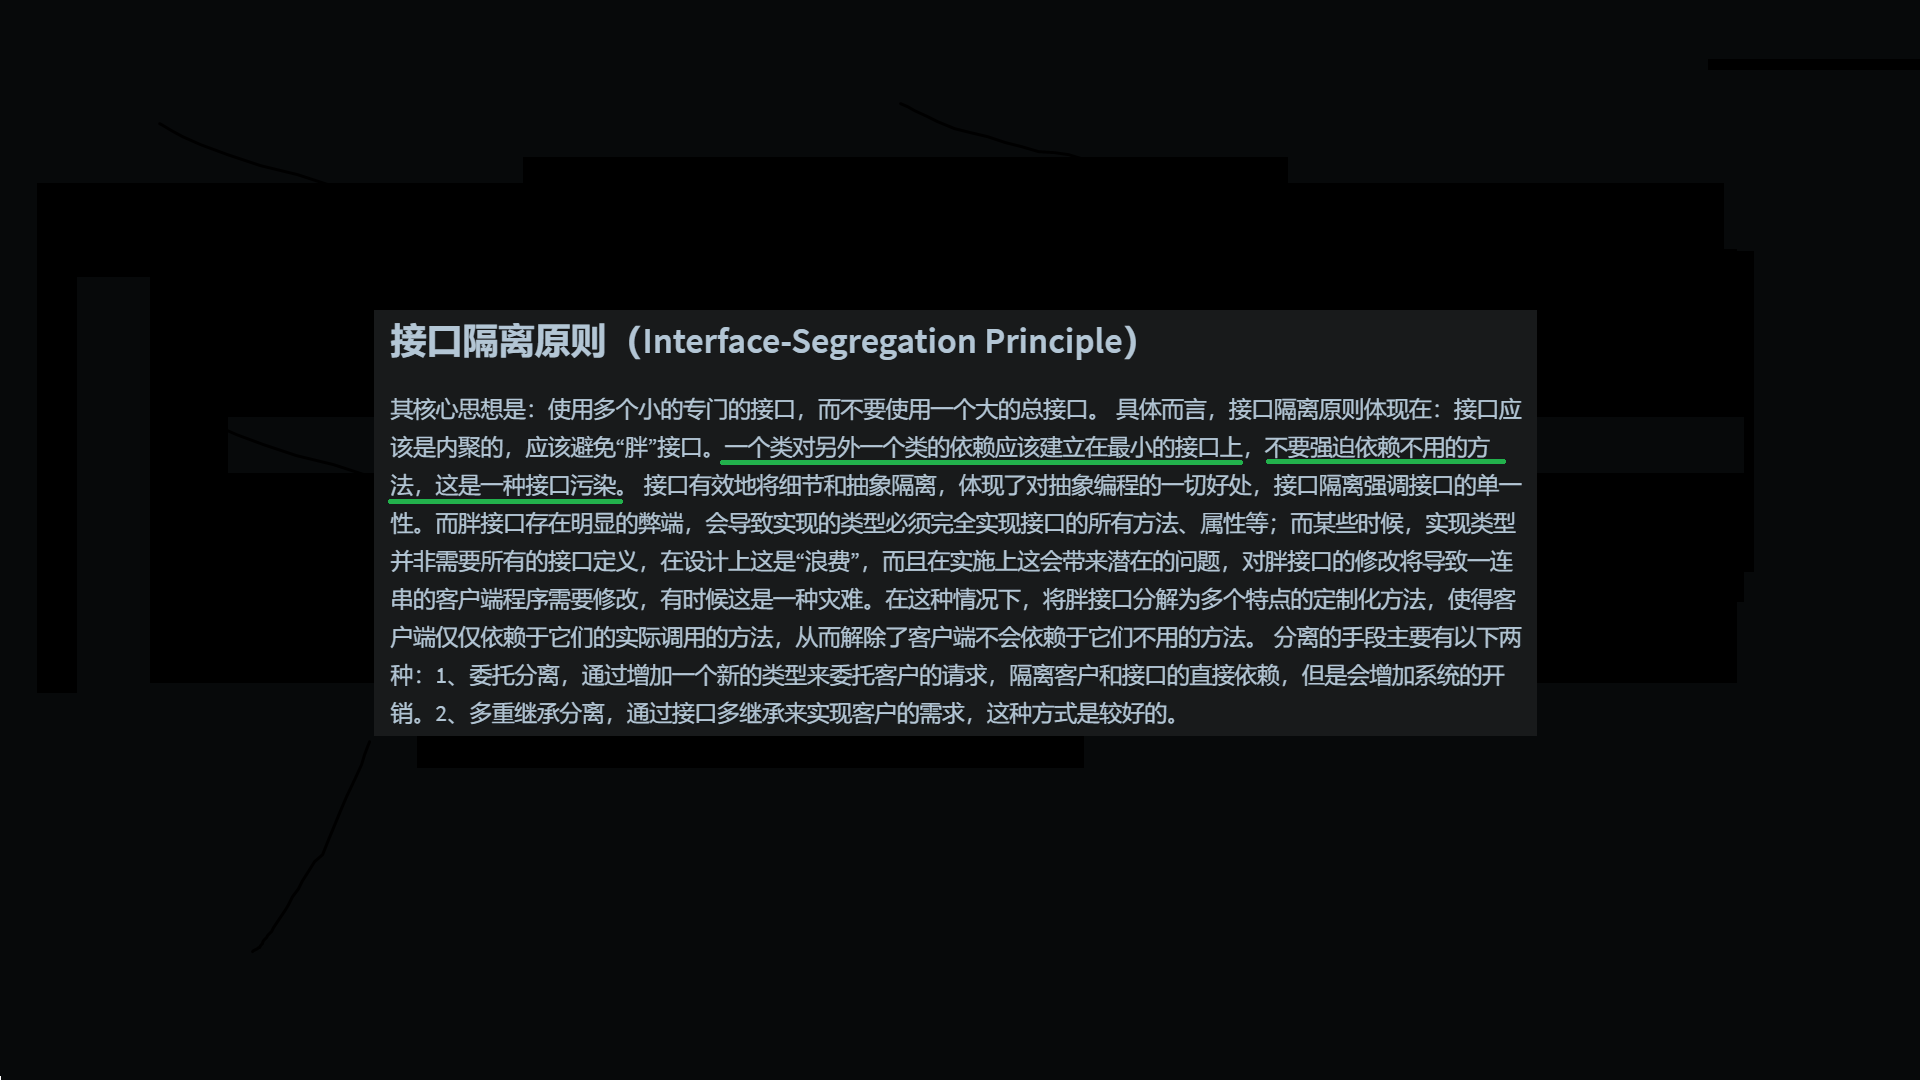 接口隔离原则（Interface-Segregation Principle）
其核心思想是：使用多个小的专门的接口，而不要使用一个大的总接口。 具体而言，接口隔离原则体现在：接口应
该是内聚的，应该避免“胖”接口。一个类对另外一个类的依赖应该建立在最小的接口上，不要强迫依赖不用的方
法，这是一种接口污染。 接口有效地将细节和抽象隔离，体现了对抽象编程的一切好处，接口隔离强调接口的单一
性。而胖接口存在明显的弊端，会导致实现的类型必须完全实现接口的所有方法、属性等；而某些时候，实现类型
并非需要所有的接口定义，在设计上这是“浪费”，而且在实施上这会带来潜在的问题，对胖接口的修改将导致一连
串的客户端程序需要修改，有时候这是一种灾难。在这种情况下，将胖接口分解为多个特点的定制化方法，使得客
户端仅仅依赖于它们的实际调用的方法，从而解除了客户端不会依赖于它们不用的方法。 分离的手段主要有以下两
种：1、委托分离，通过增加一个新的类型来委托客户的请求，隔离客户和接口的直接依赖，但是会增加系统的开
销。2、多重继承分离，通过接口多继承来实现客户的需求，这种方式是较好的。